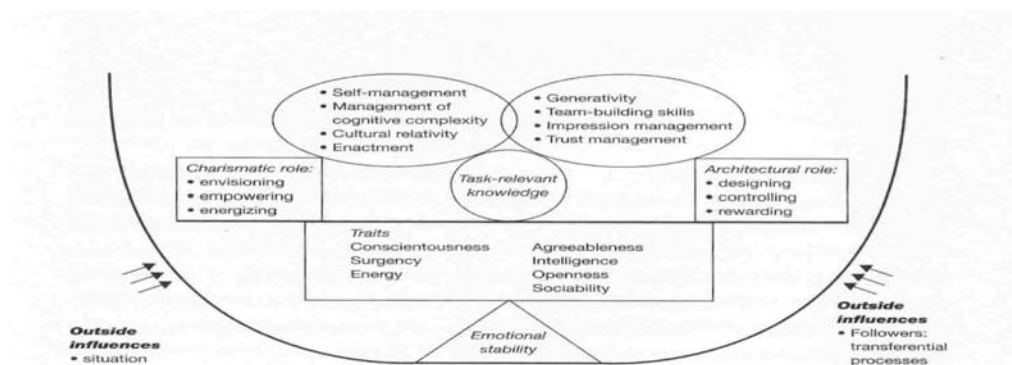 • Self-management
• Management of
cognitive complexity
• Cultural relativity
• Enactment
• Generativity
• Team-building skills
• Impression management
• Trust management
Charismatic role:
• envisioning
• empowering
• energizing
Task-relevant
knowledge
Architectural role:
• designing
• controlling
• rewarding
Traits
Conscientousness
Surgency
Energy
Agreeableness
Intelligence
Openness
Sociability
Emotional
stability
Outside
influences
• situation
Outside
influences
• Followers:
transferential
processes